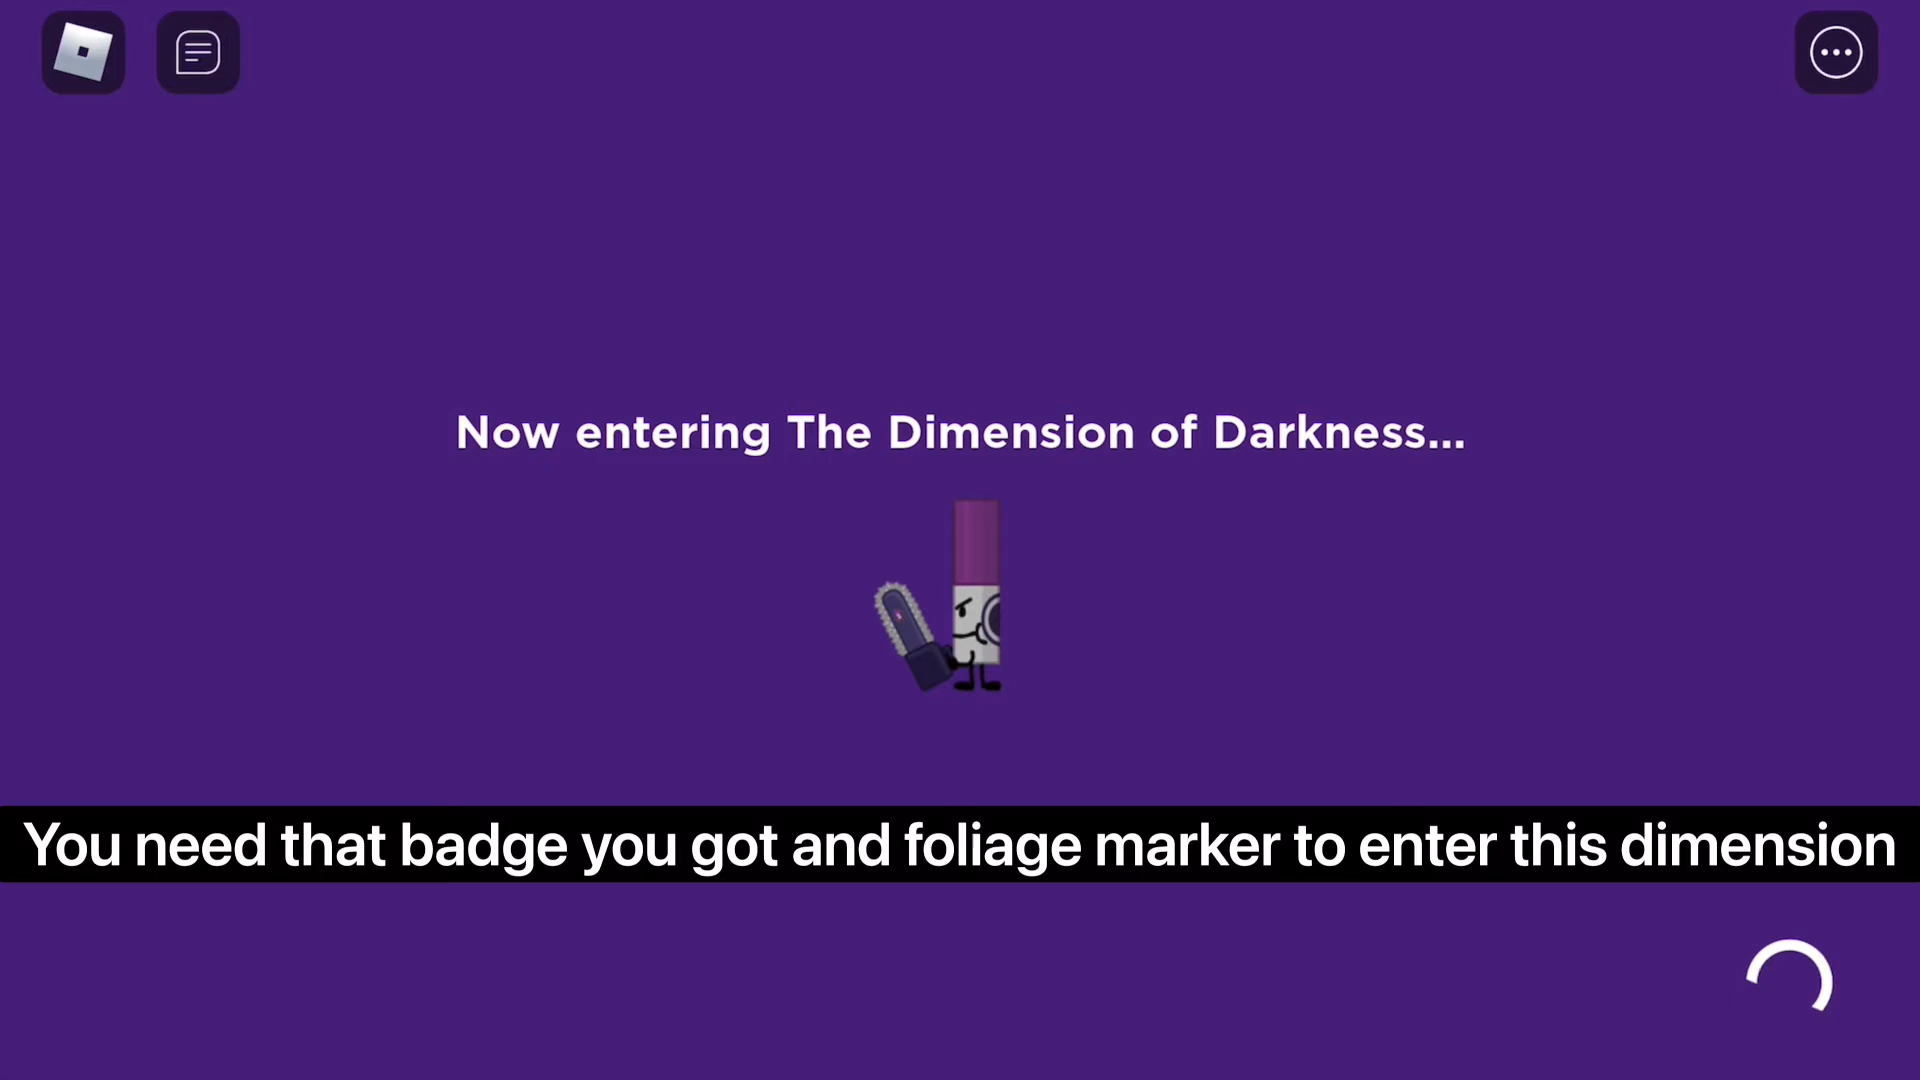 Now entering The Dimension of Darkness...
You need that badge you got and foliage marker to enter this dimension